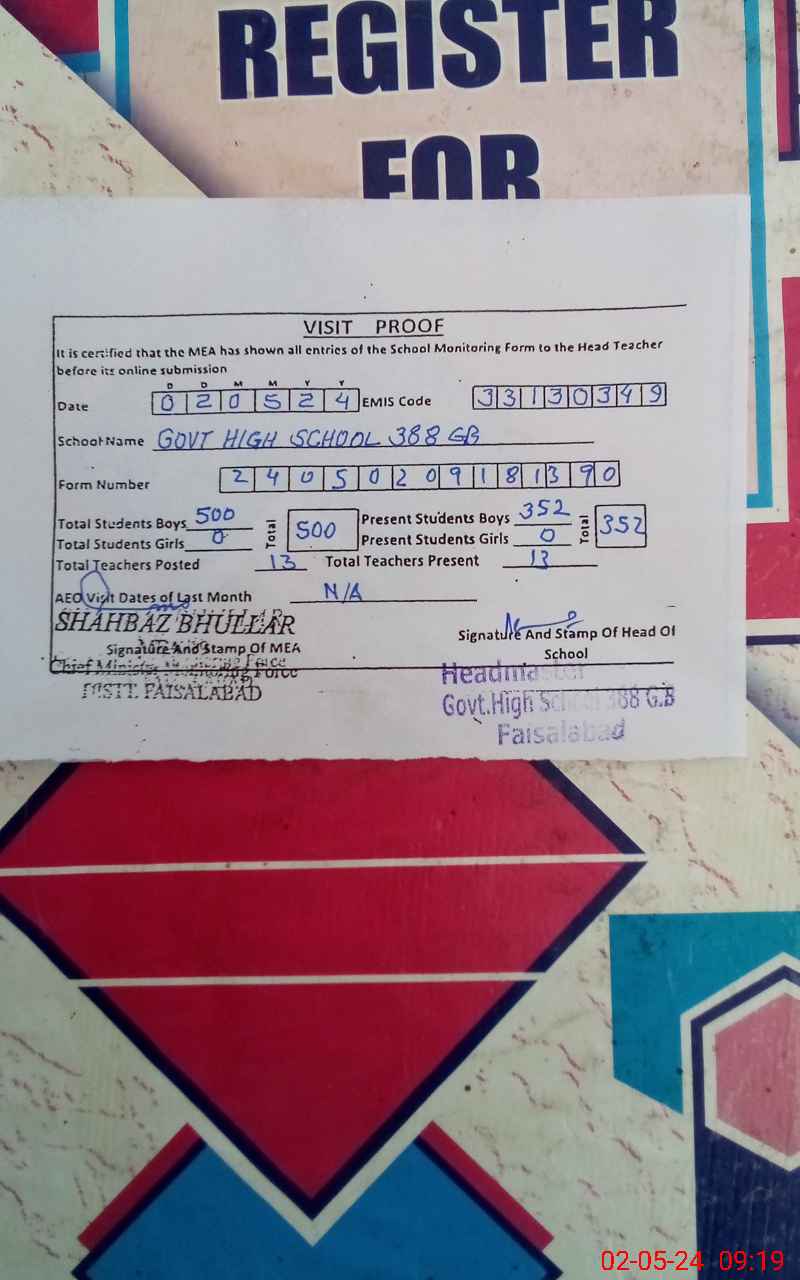 REGISTER
FOR
VISIT PROOF
It is certified that the MEA has shown all entries of the School Monitoring Form to the Head Teacher
before its online submission
D D M M Y Y
Date 0 2 0 5 2 4 EMIS Code 3 3 1 3 0 3 4 9
School Name GOVT HIGH SCHOOL 388 GB
Form Number 2 4 0 5 0 2 0 9 1 8 1 3 9 0
Total Students Boys 500 Total 500 Present Students Boys 352 Total 352
Total Students Girls 0 Present Students Girls 0
Total Teachers Posted 13 Total Teachers Present 13
AEO Visit Dates of Last Month N/A
SHAHBAZ BHULLAR
Signature And Stamp Of MEA
Signature And Stamp Of Head Of
School
Chief Minister Monitoring Force
DISTT. FAISALABAD
Headmaster
Govt.High School 388 G.B
Faisalabad
02-05-24 09:19